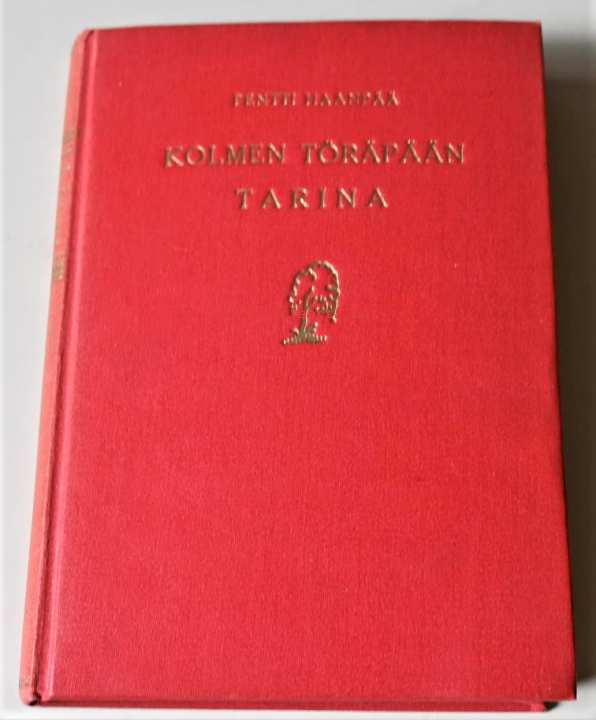 PENTTI HAANPÄÄ
KOLMEN TÖRÄPÄÄN
TARINA